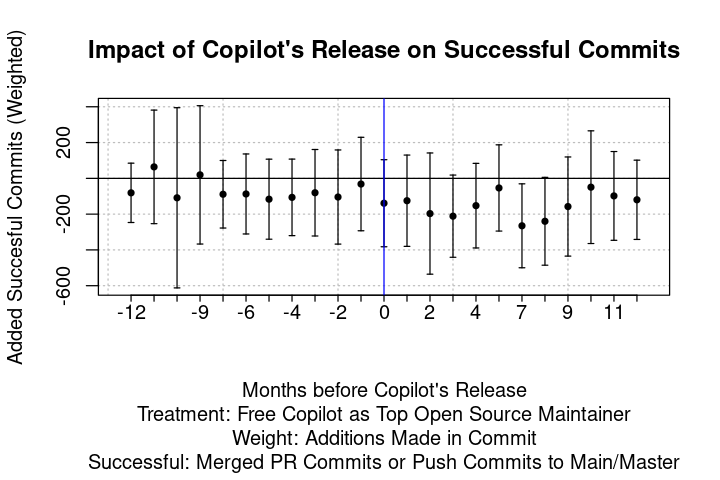 Impact of Copilot's Release on Successful Commits
Added Succesful Commits (Weighted)
200
-200
-600
-12 -9 -6 -4 -2 0 2 4 7 9 11
Months before Copilot's Release
Treatment: Free Copilot as Top Open Source Maintainer
Weight: Additions Made in Commit
Successful: Merged PR Commits or Push Commits to Main/Master